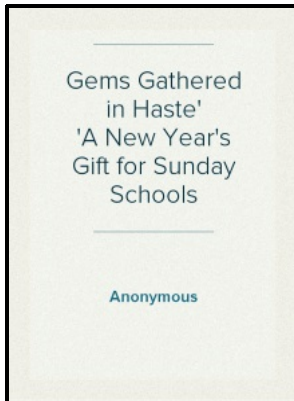 Gems Gathered
in Haste'
'A New Year's
Gift for Sunday
Schools
Anonymous